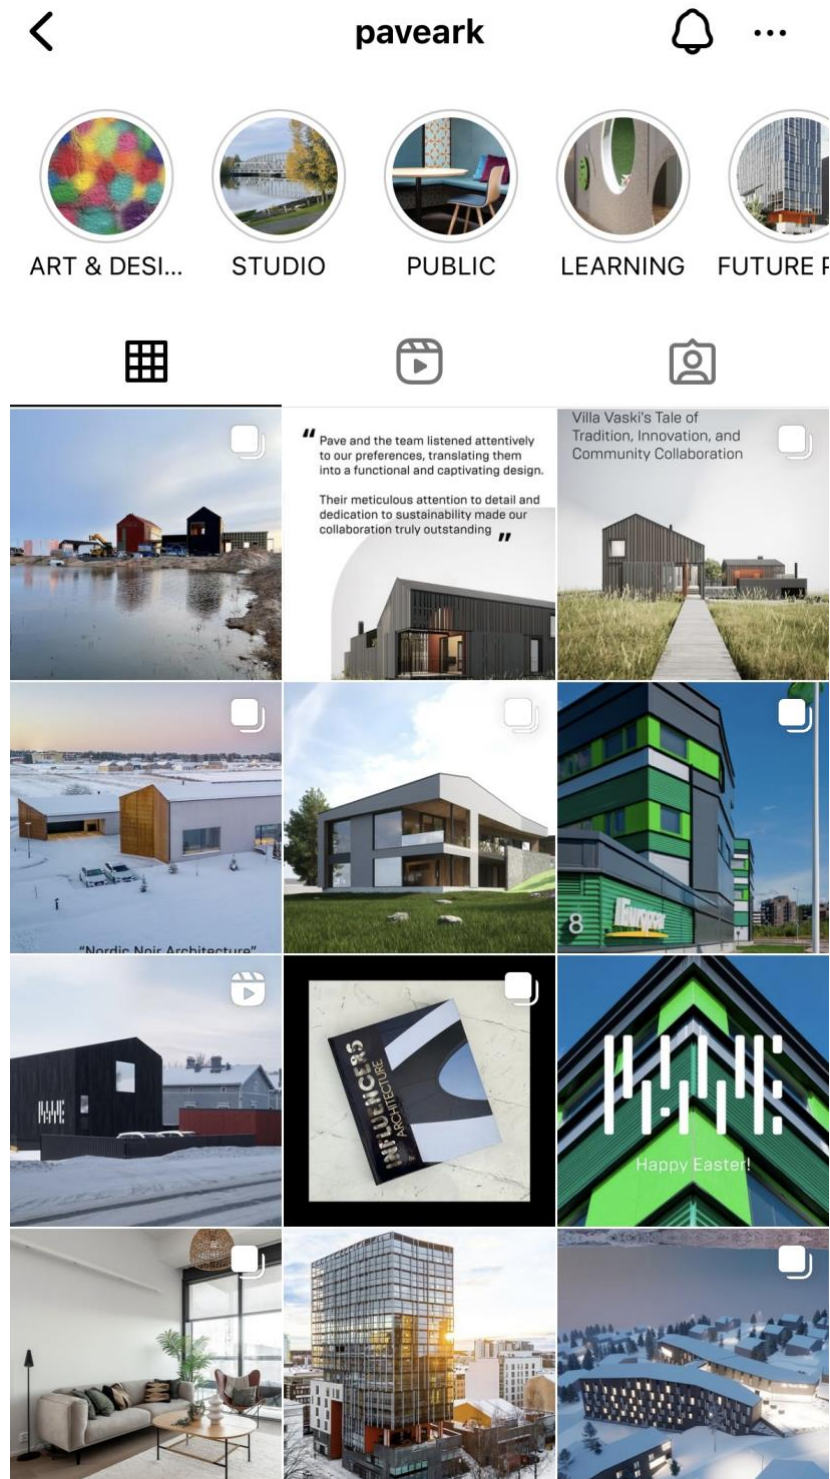 paveark
ART & DESI...
STUDIO
PUBLIC
LEARNING
FUTURE P
“ Pave and the team listened attentively
to our preferences, translating them
into a functional and captivating design.
Their meticulous attention to detail and
dedication to sustainability made our
collaboration truly outstanding ”
Villa Vaski's Tale of
Tradition, Innovation, and
Community Collaboration
"Nordic Noir Architecture"
8
PAVE
INFLUENCERS
ARCHITECTURE
PAVE
Happy Easter!